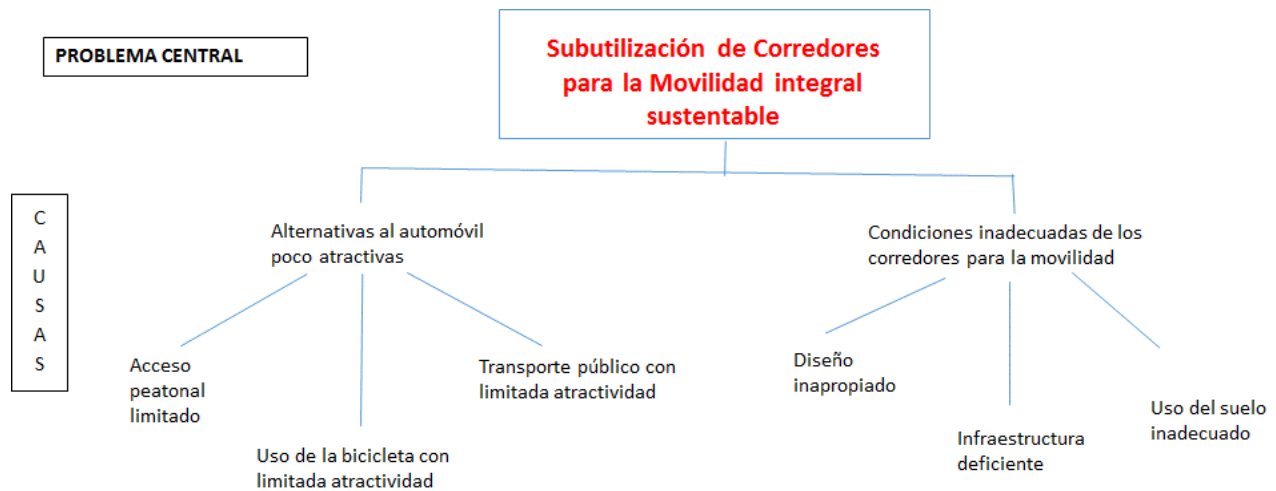 PROBLEMA CENTRAL
Subutilización de Corredores
para la Movilidad integral
sustentable
C
A
U
S
A
S
Alternativas al automóvil
poco atractivas
Condiciones inadecuadas de los
corredores para la movilidad
Acceso
peatonal
limitado
Uso de la bicicleta con
limitada atractividad
Transporte público con
limitada atractividad
Diseño
inapropiado
Infraestructura
deficiente
Uso del suelo
inadecuado